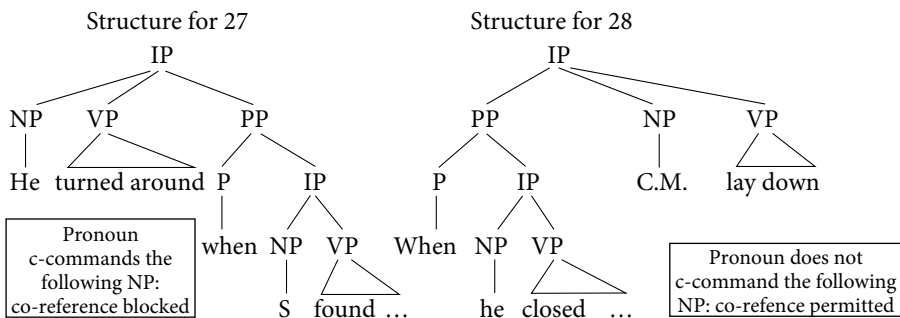 Structure for 27 Structure for 28
IP IP
NP VP PP PP NP VP
He turned around P IP P IP C.M. lay down
when NP VP When NP VP
S found … he closed …
Pronoun
c-commands the
following NP:
co-reference blocked
Pronoun does not
c-command the following
NP: co-refence permitted